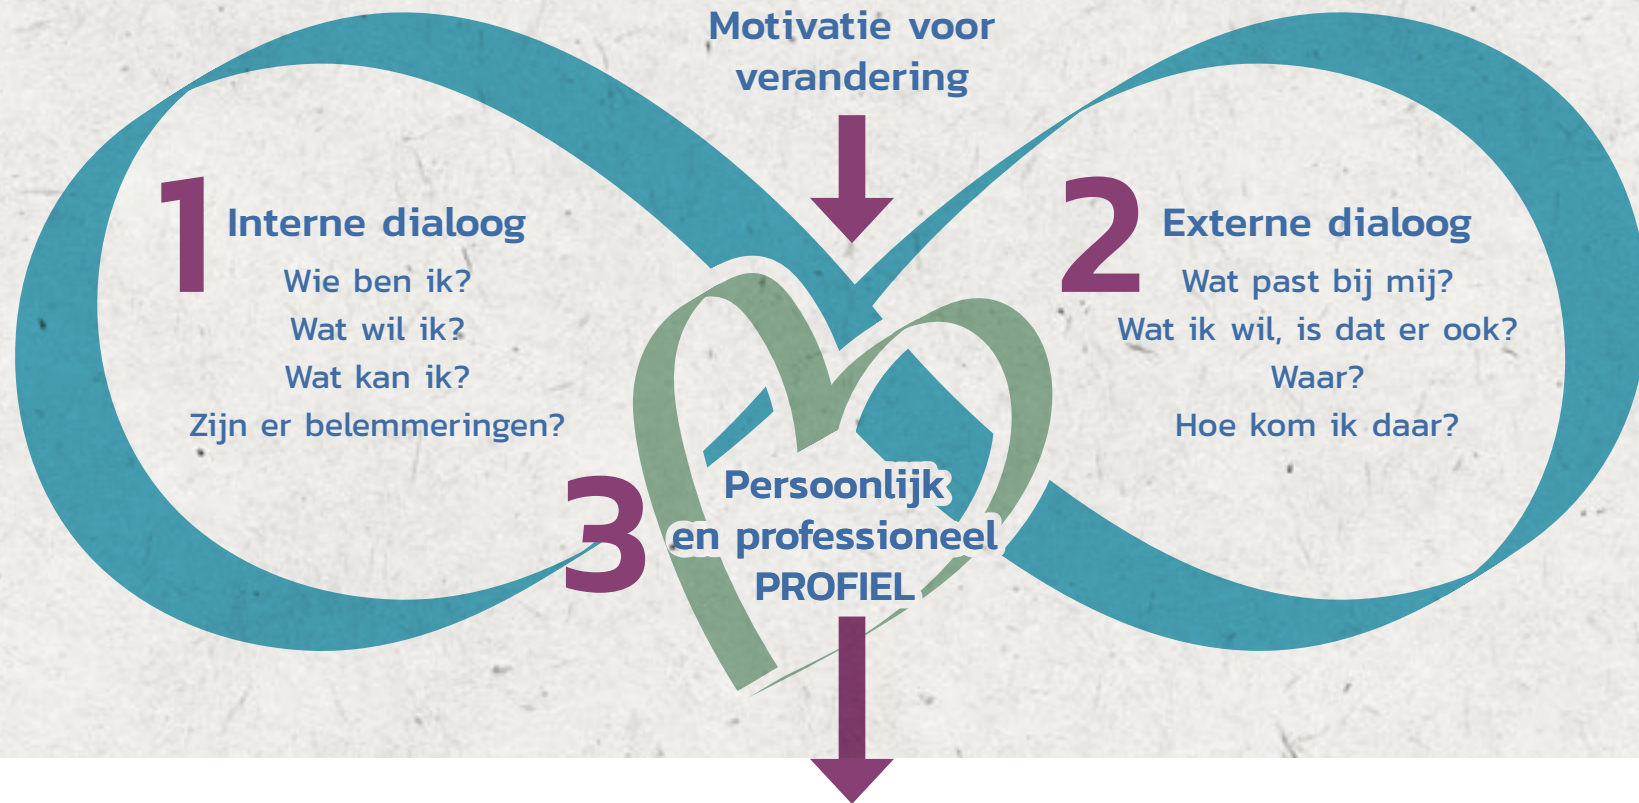 Motivatie voor
verandering
1
Interne dialoog
Wie ben ik?
Wat wil ik?
Wat kan ik?
Zijn er belemmeringen?
2
Externe dialoog
Wat past bij mij?
Wat ik wil, is dat er ook?
Waar?
Hoe kom ik daar?
3
Persoonlijk
en professioneel
PROFIEL